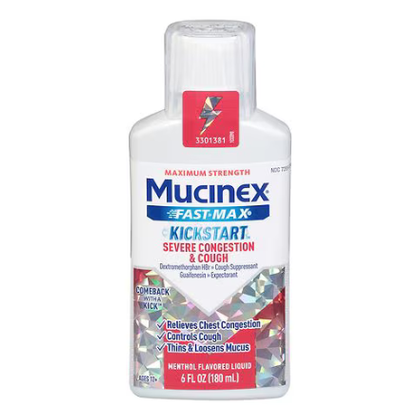 3301381
MAXIMUM STRENGTH
Mucinex®
FAST-MAX®
KICKSTART
SEVERE CONGESTION
& COUGH
Dextromethorphan HBr • Cough Suppressant
Guaifenesin • Expectorant
COMEBACK
WITH A
KICK™
✓ Relieves Chest Congestion
✓ Controls Cough
✓ Thins & Loosens Mucus
MENTHOL FLAVORED LIQUID
AGES 12+
6 FL OZ (180 mL)